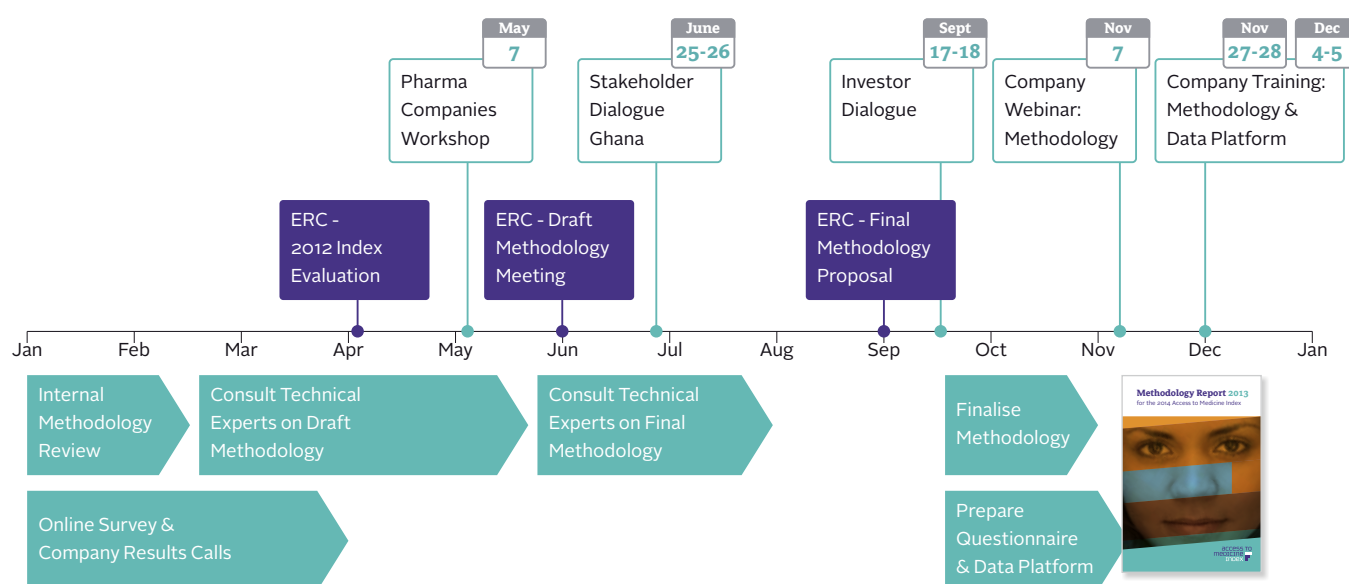 May
7
June
25-26
Sept
17-18
Nov
7
Nov
27-28
Dec
4-5
Pharma
Companies
Workshop
Stakeholder
Dialogue
Ghana
Investor
Dialogue
Company
Webinar:
Methodology
Company Training:
Methodology &
Data Platform
ERC -
2012 Index
Evaluation
ERC - Draft
Methodology
Meeting
ERC - Final
Methodology
Proposal
Jan Feb Mar Apr May Jun Jul Aug Sep Oct Nov Dec Jan
Internal
Methodology
Review
Consult Technical
Experts on Draft
Methodology
Consult Technical
Experts on Final
Methodology
Finalise
Methodology
Online Survey &
Company Results Calls
Prepare
Questionnaire
& Data Platform
Methodology Report 2013
for the 2014 Access to Medicine Index
access to
medicine
index